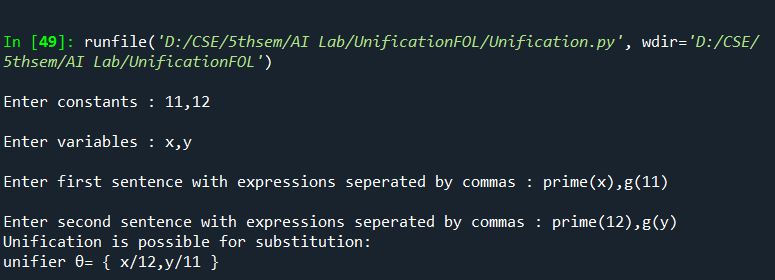 In [49]: runfile('D:/CSE/5thsem/AI Lab/UnificationFOL/Unification.py', wdir='D:/CSE/
5thsem/AI Lab/UnificationFOL')
Enter constants : 11,12
Enter variables : x,y
Enter first sentence with expressions seperated by commas : prime(x),g(11)
Enter second sentence with expressions seperated by commas : prime(12),g(y)
Unification is possible for substitution:
unifier θ= { x/12,y/11 }